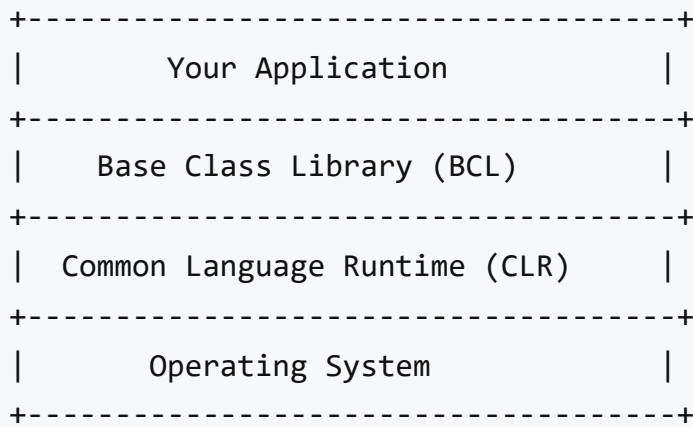 +-------------------------------------+
|        Your Application            |
+-------------------------------------+
|    Base Class Library (BCL)        |
+-------------------------------------+
|  Common Language Runtime (CLR)     |
+-------------------------------------+
|       Operating System             |
+-------------------------------------+